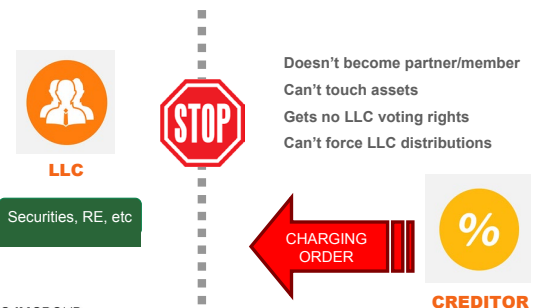 Doesn't become partner/member
Can't touch assets
Gets no LLC voting rights
Can't force LLC distributions
STOP
LLC
Securities, RE, etc
CHARGING
ORDER
%
CREDITOR